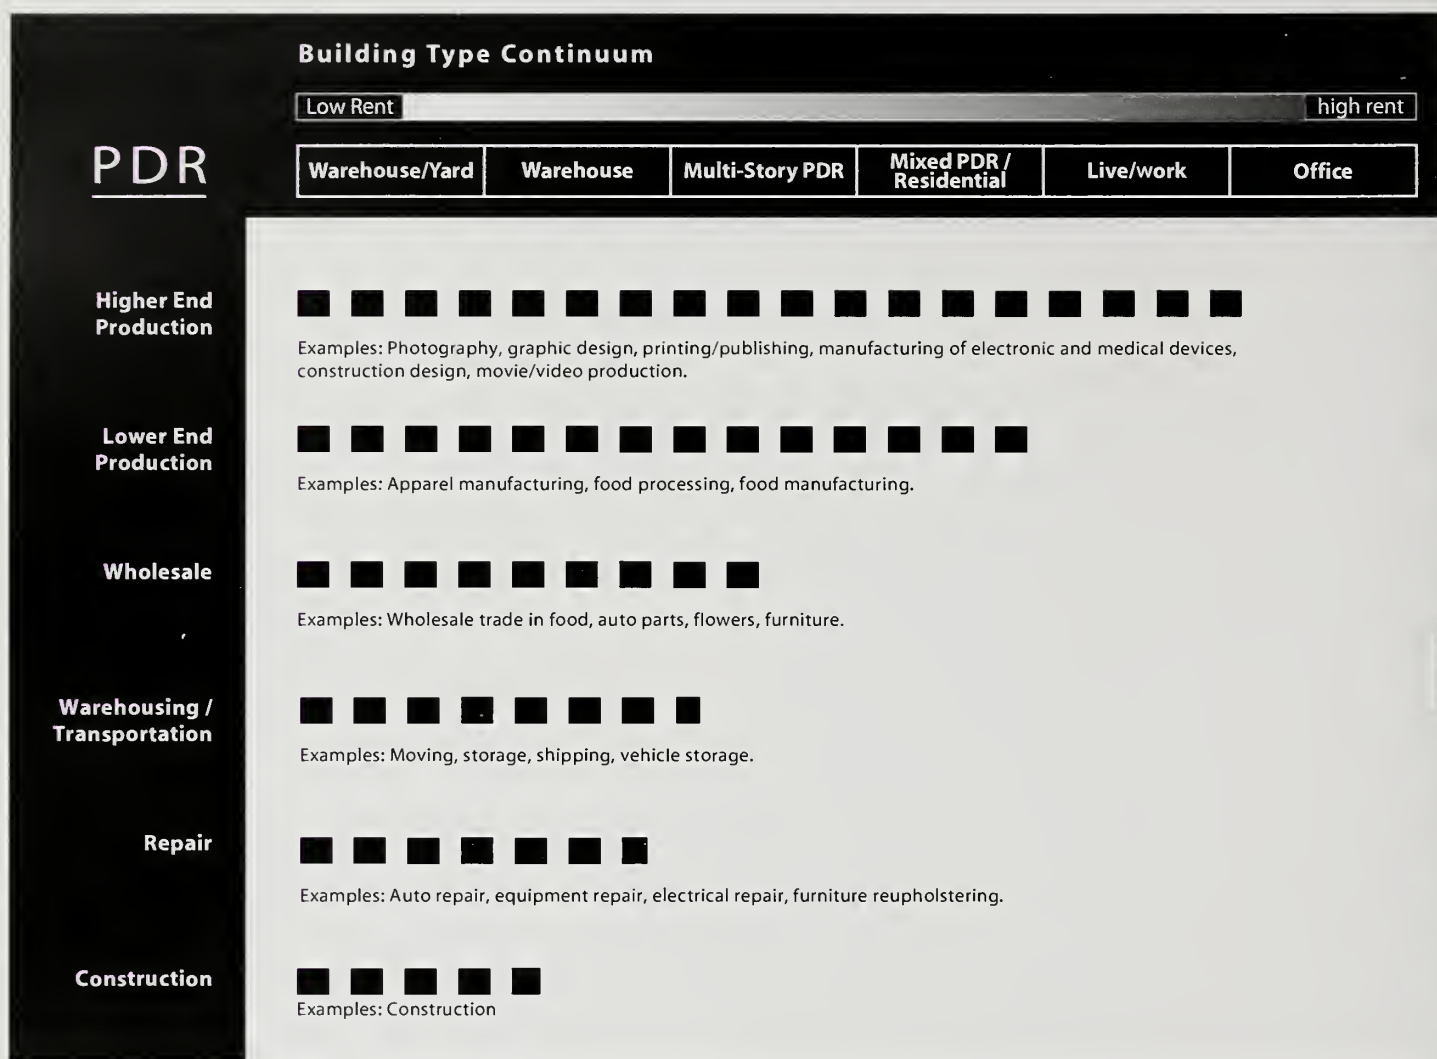 Building Type Continuum
Low Rent
high rent
PDR
Warehouse/Yard
Warehouse
Multi-Story PDR
Mixed PDR /
Residential
Live/work
Office
Higher End
Production
Examples: Photography, graphic design, printing/publishing, manufacturing of electronic and medical devices,
construction design, movie/video production.
Lower End
Production
Examples: Apparel manufacturing, food processing, food manufacturing.
Wholesale
Examples: Wholesale trade in food, auto parts, flowers, furniture.
Warehousing /
Transportation
Examples: Moving, storage, shipping, vehicle storage.
Repair
Examples: Auto repair, equipment repair, electrical repair, furniture reupholstering.
Construction
Examples: Construction